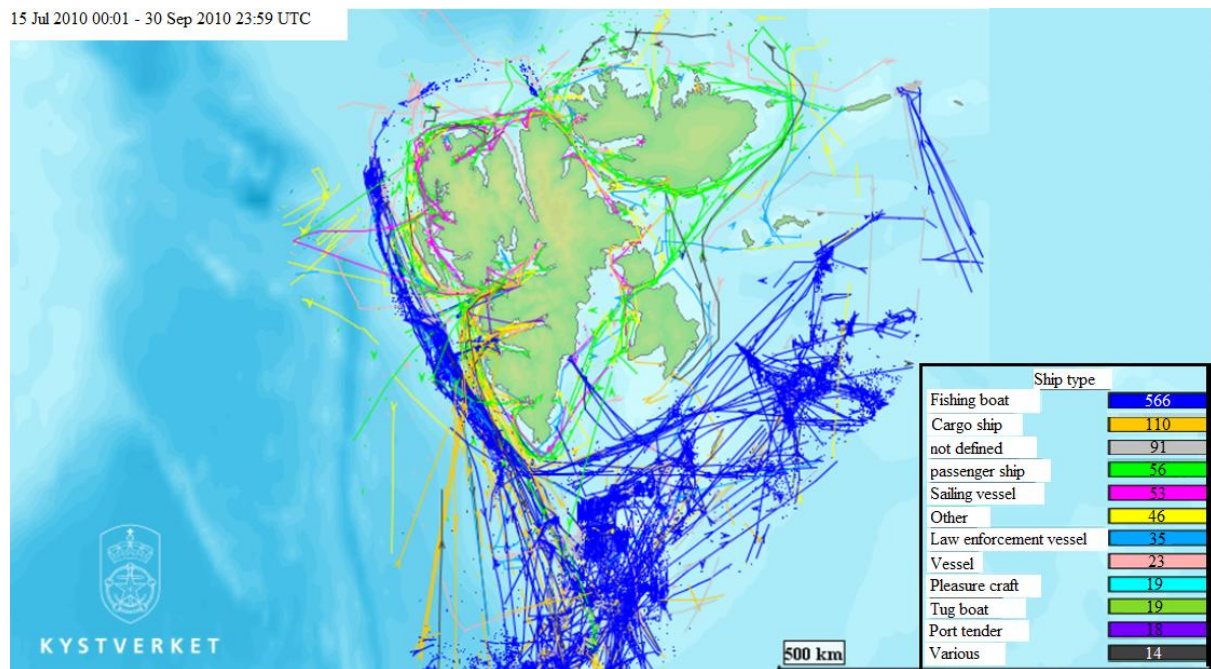 15 Jul 2010 00:01 - 30 Sep 2010 23:59 UTC
Ship type
Fishing boat 566
Cargo ship 110
not defined 91
passenger ship 56
Sailing vessel 53
Other 46
Law enforcement vessel 35
Vessel 23
Pleasure craft 19
Tug boat 19
Port tender 18
Various 14
KYSTVERKET
500 km